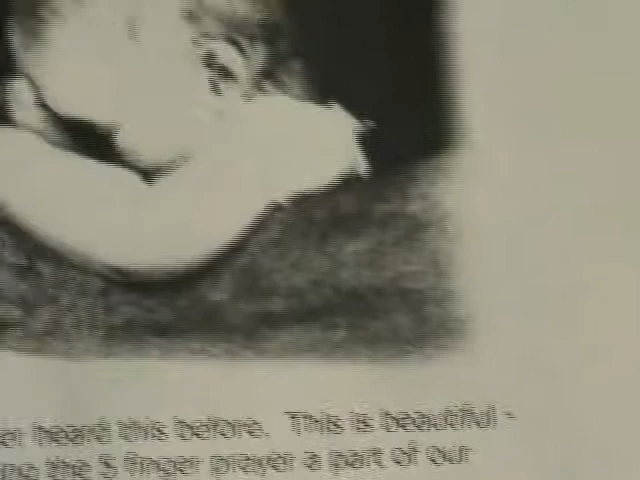 heard this before. This is beautiful -
the 5 finger prayer a part of our